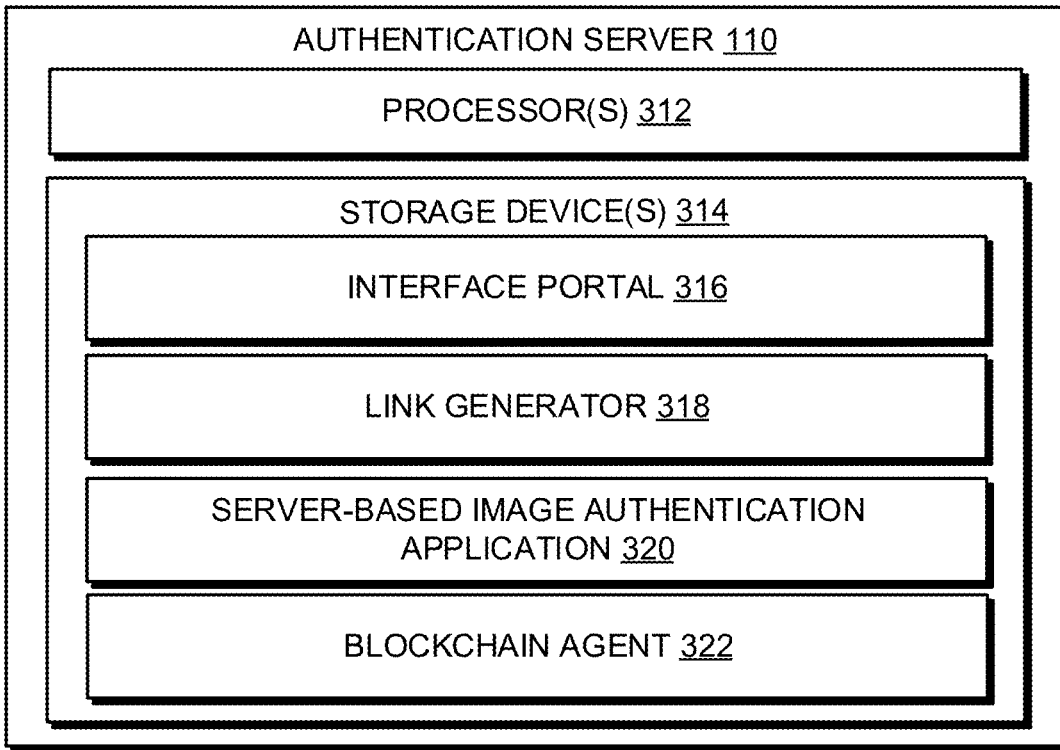 AUTHENTICATION SERVER 110
PROCESSOR(S) 312
STORAGE DEVICE(S) 314
INTERFACE PORTAL 316
LINK GENERATOR 318
SERVER-BASED IMAGE AUTHENTICATION
APPLICATION 320
BLOCKCHAIN AGENT 322